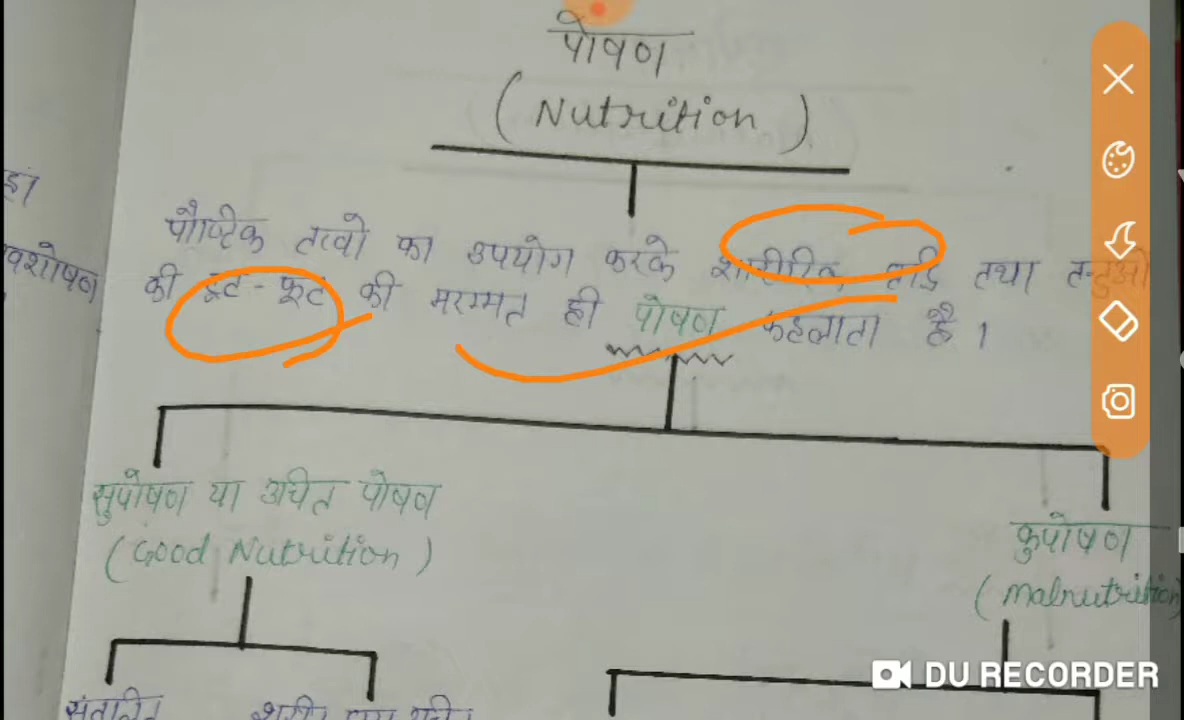 पोषण
(Nutrition)
पौष्टिक तत्वो का उपयोग करके शारीरिक तथा तन्तुओ
की टूट-फूट की मरम्मत ही पोषण कहलाता है।
सुपोषण या उचित पोषण
(Good Nutrition)
कुपोषण
(Malnutrition)
DU RECORDER